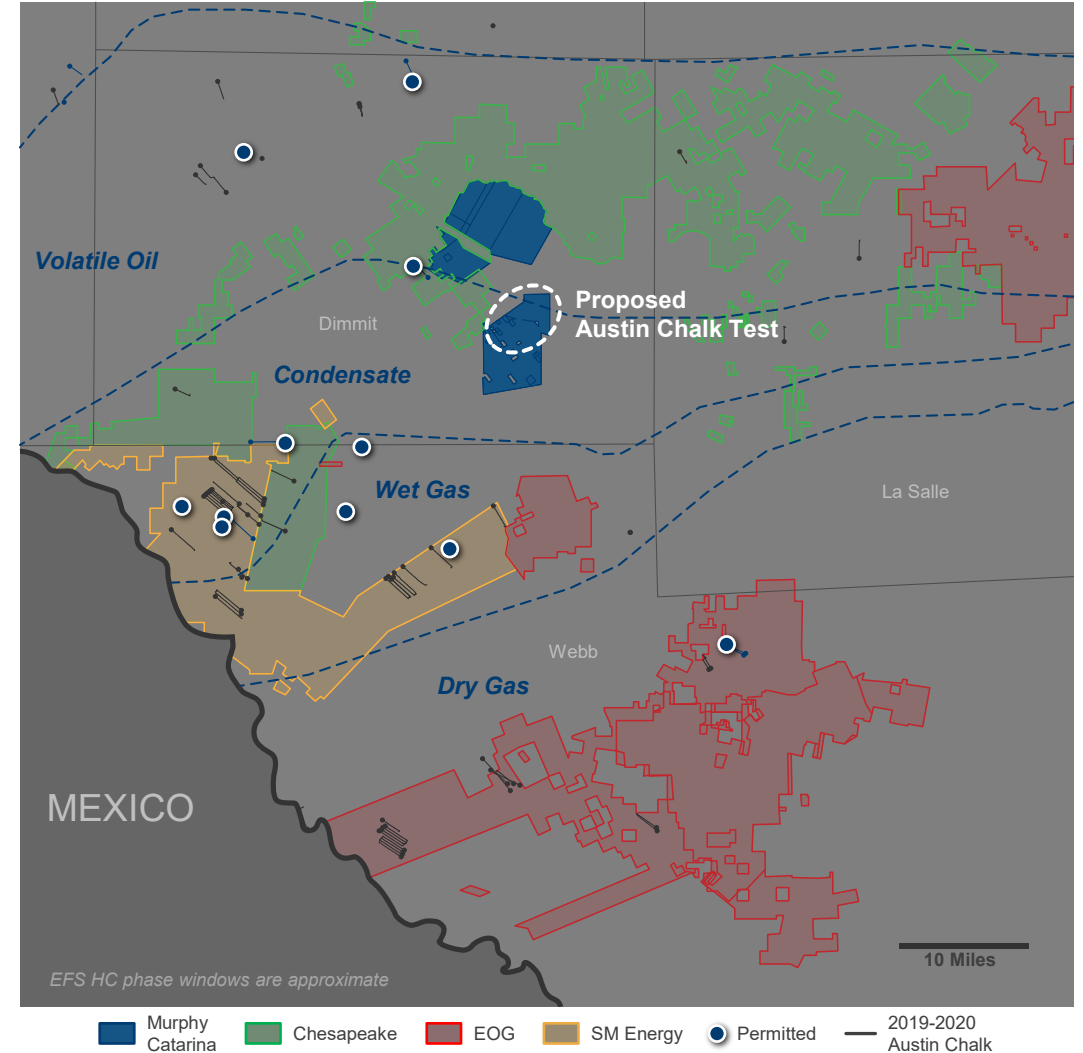 Volatile Oil
Proposed
Austin Chalk Test
Dimmit
Condensate
Wet Gas
La Salle
Webb
Dry Gas
MEXICO
10 Miles
EFS HC phase windows are approximate
Murphy
Catarina
Chesapeake
EOG
SM Energy
Permitted
2019-2020
Austin Chalk